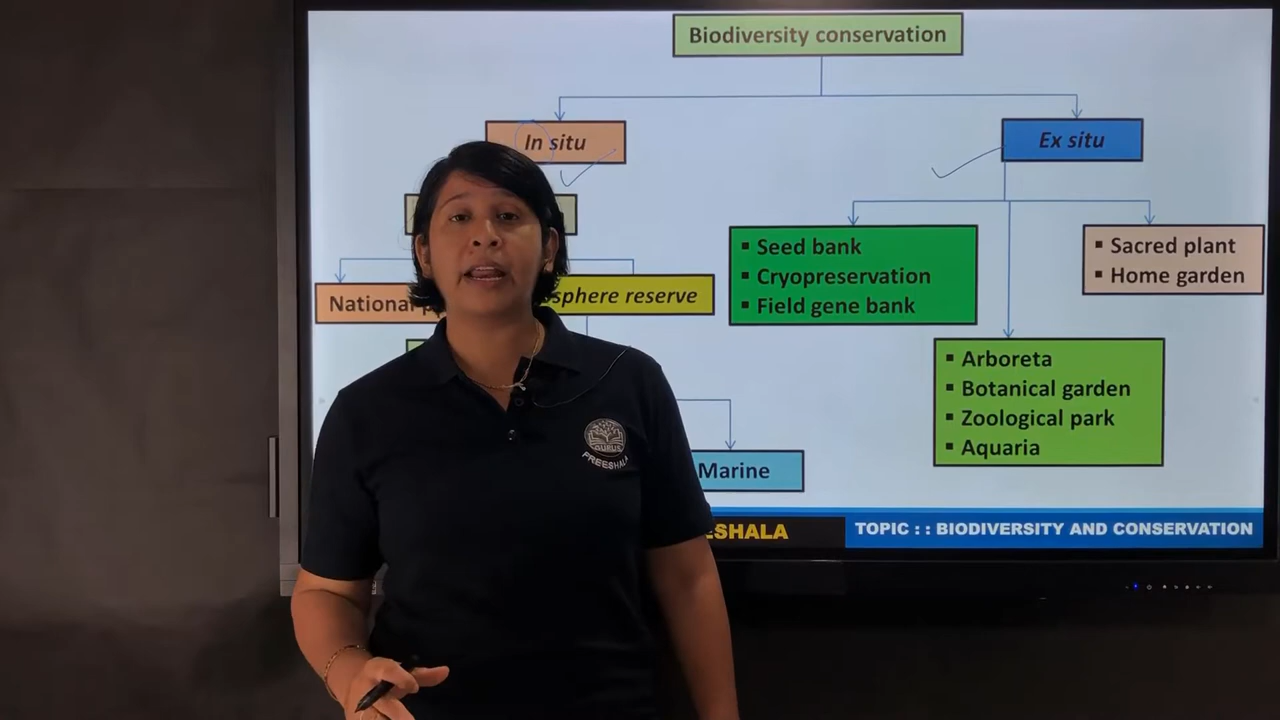 Biodiversity conservation
In situ
Ex situ
National
sphere reserve
▪ Seed bank
▪ Cryopreservation
▪ Field gene bank
▪ Sacred plant
▪ Home garden
▪ Arboreta
▪ Botanical garden
▪ Zoological park
▪ Aquaria
Marine
ESHALA
TOPIC : : BIODIVERSITY AND CONSERVATION
GURUS
PREESHALA